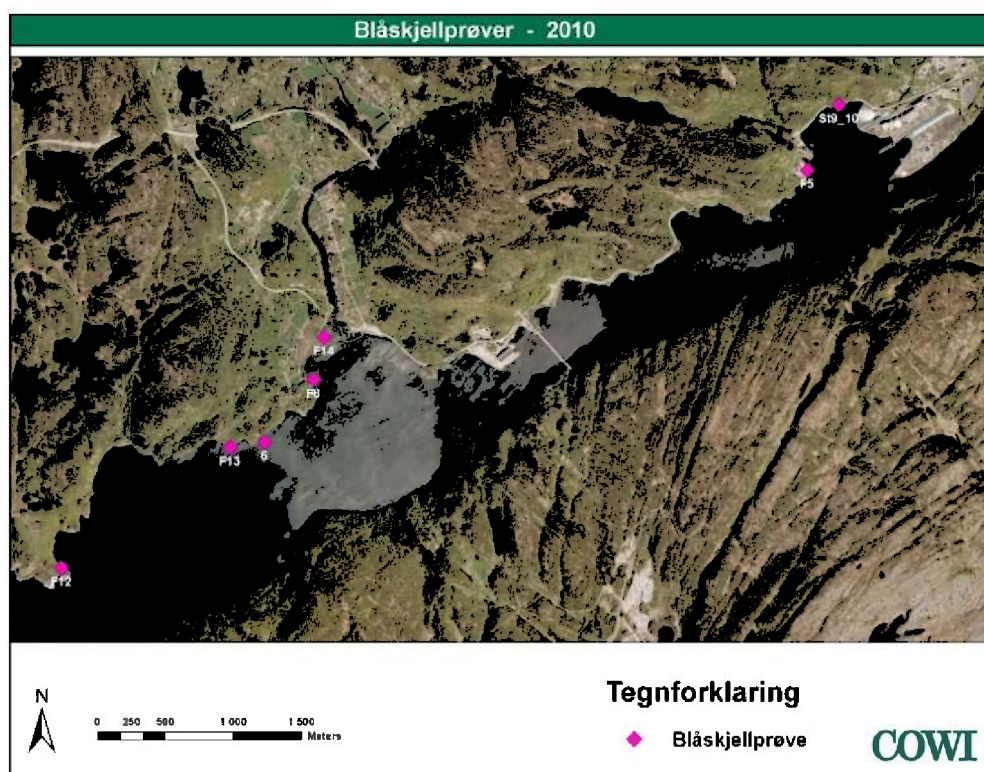 Blåskjellprøver - 2010
St9_10
F5
F14
F13
6
F12
N
0 250 500 1 000 1 500
Meters
Tegnforklaring
Blåskjellprøve
COWI